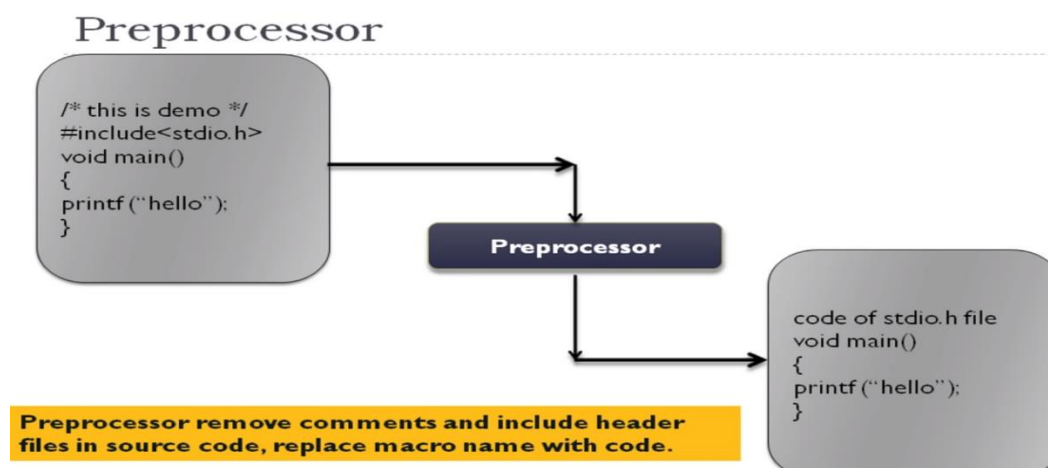 Preprocessor
/* this is demo */
#include<stdio.h>
void main()
{
printf(“hello”);
}
Preprocessor
code of stdio.h file
void main()
{
printf(“hello”);
}
Preprocessor remove comments and include header
files in source code, replace macro name with code.